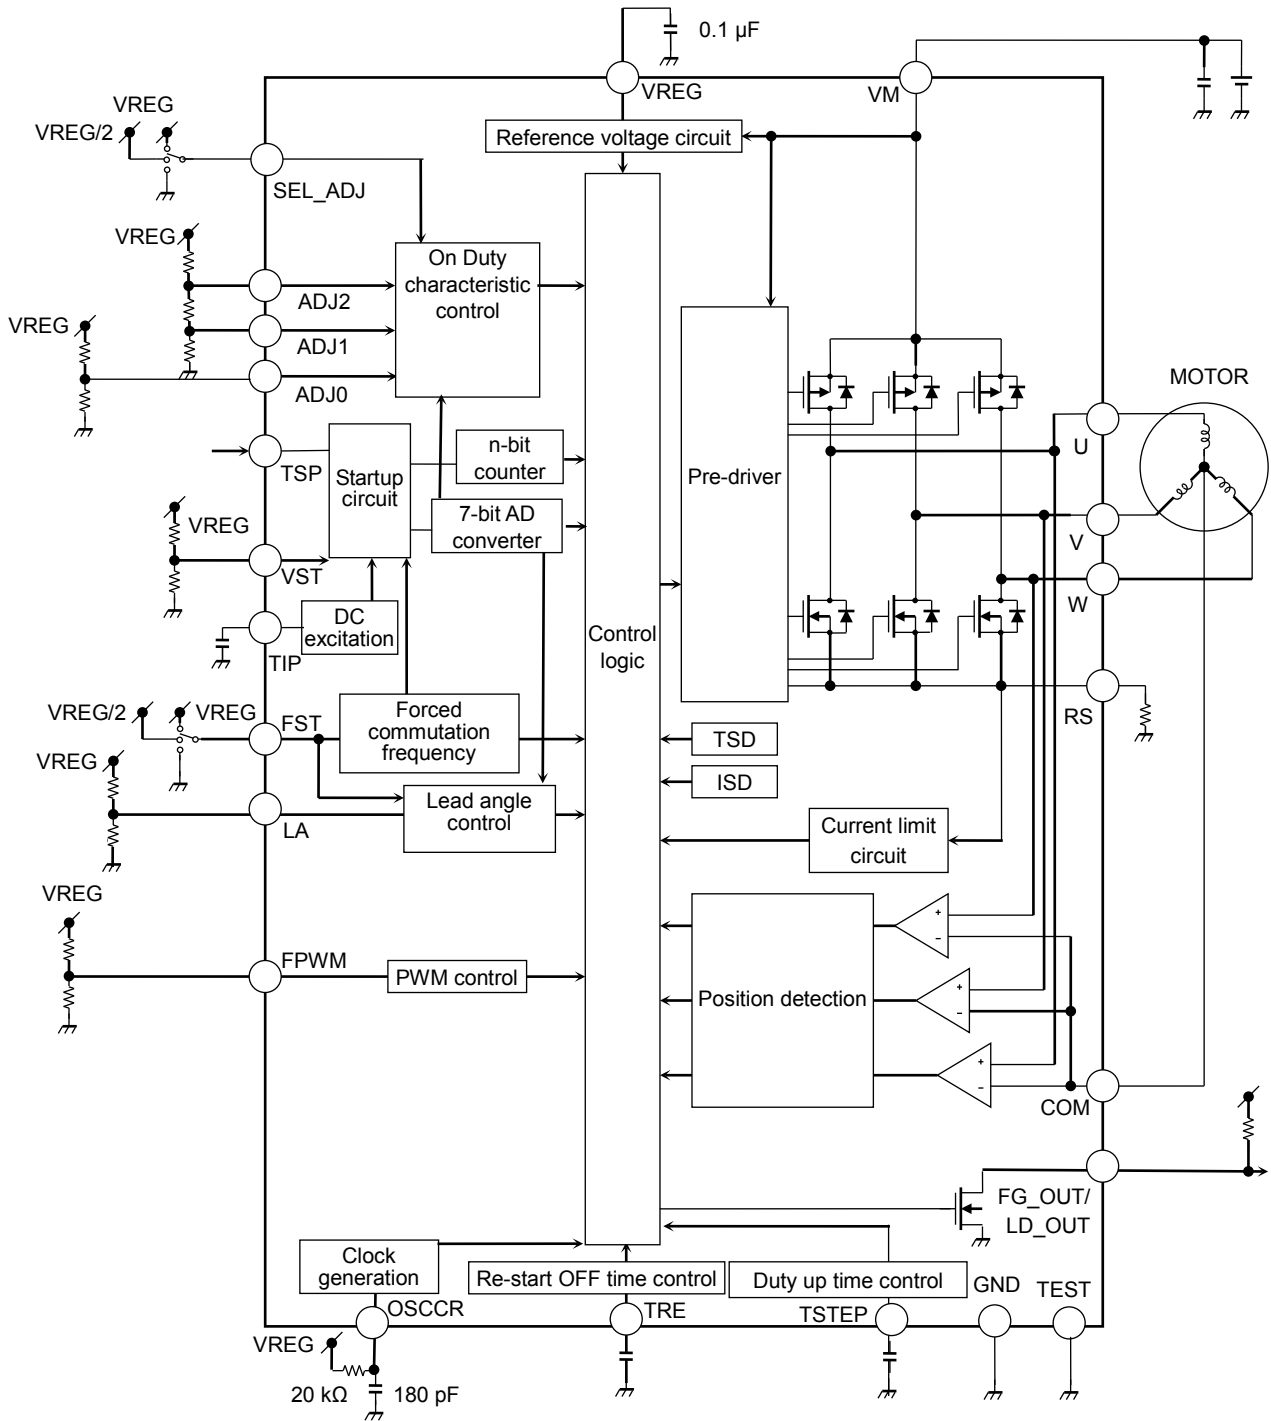 0.1 µF
VREG
VM
VREG
VREG/2
Reference voltage circuit
SEL_ADJ
VREG
On Duty
characteristic
control
ADJ2
VREG
ADJ1
ADJ0
MOTOR
U
TSP
Startup
circuit
n-bit
counter
Pre-driver
VREG
7-bit AD
converter
V
VST
DC
excitation
W
TIP
Control
logic
VREG/2
VREG
FST
Forced
commutation
frequency
RS
TSD
VREG
ISD
Lead angle
control
LA
Current limit
circuit
VREG
+
−
FPWM
PWM control
Position detection
+
−
+
−
COM
FG_OUT/
LD_OUT
Clock
generation
Re-start OFF time control
Duty up time control
GND
TEST
OSCCR
TRE
TSTEP
VREG
20 kΩ
180 pF